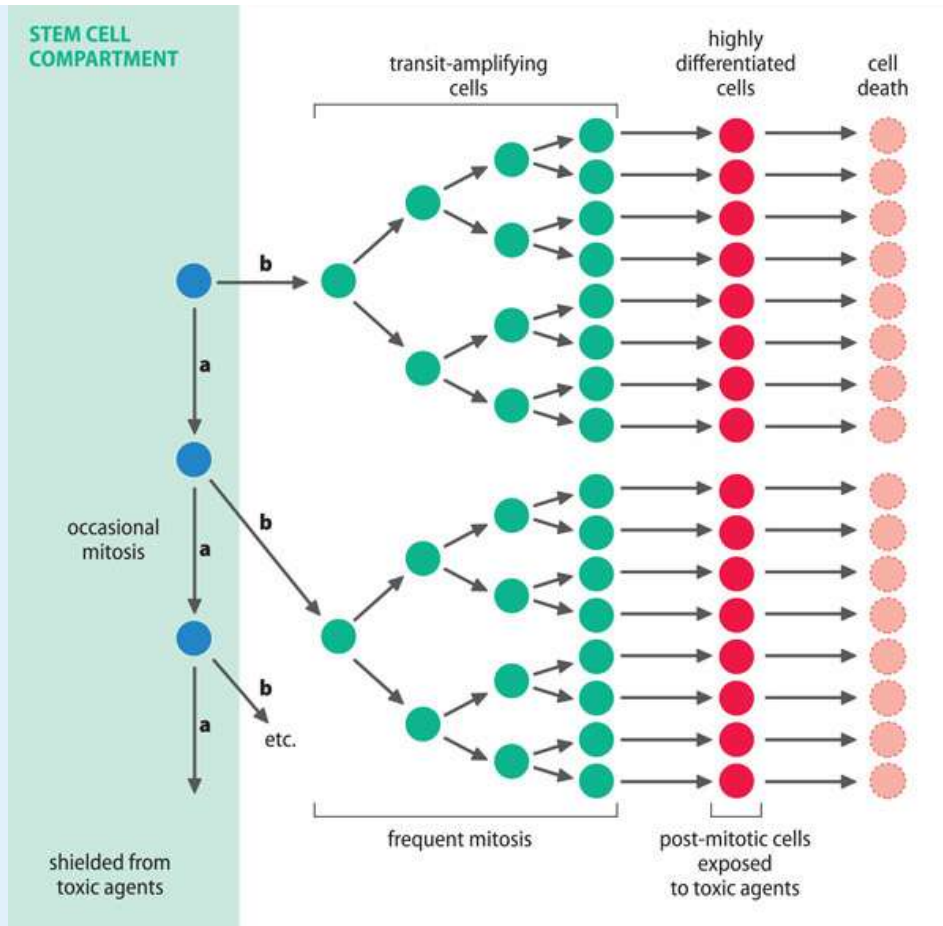 STEM CELL
COMPARTMENT
transit-amplifying
cells
highly
differentiated
cells
cell
death
b
a
occasional
mitosis
a
b
b
a
etc.
shielded from
toxic agents
frequent mitosis
post-mitotic cells
exposed
to toxic agents